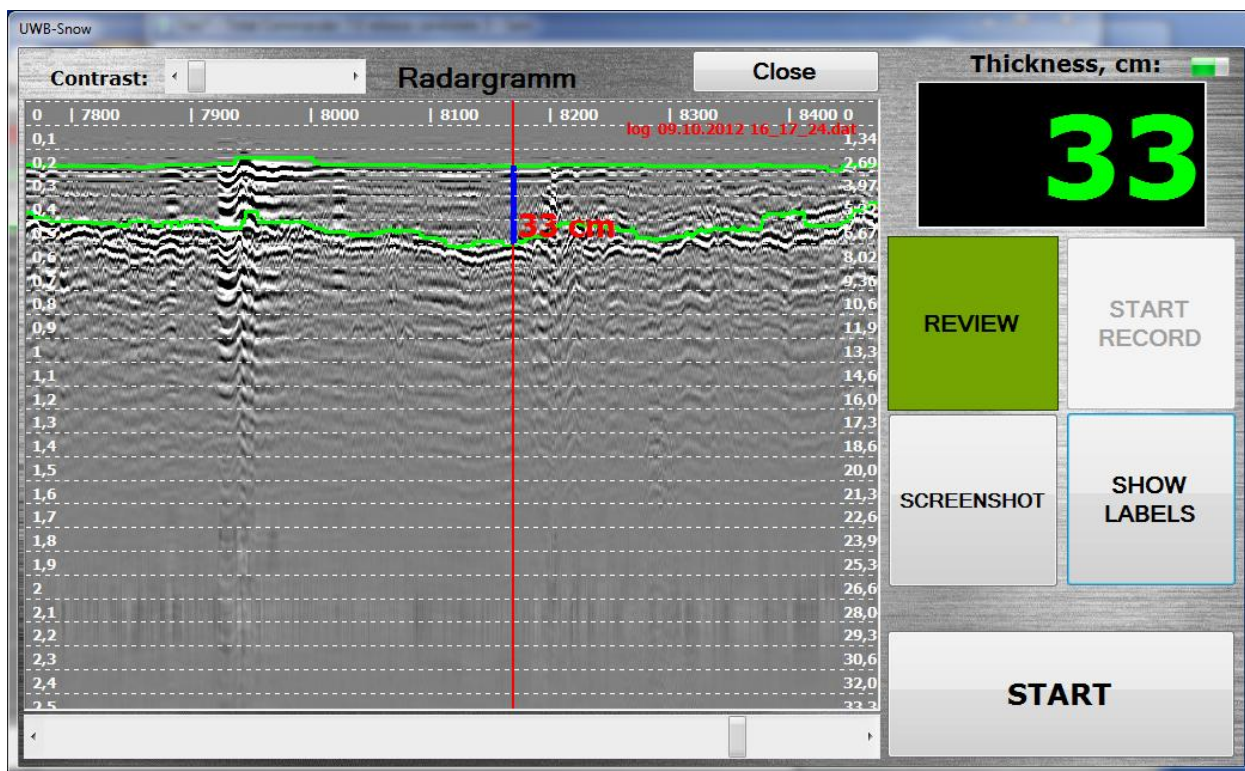 UWB-Snow
Contrast:
Radargramm
Close
Thickness, cm:
33
0 | 7800 | 7900 | 8000 | 8100 | 8200 | 8300 | 8400 0
log 09.10.2012 16_17_24.dat
0,1 1,34
0,2 2,69
0,3 3,97
0,4
33 cm
0,6 8,02
0,7 9,36
0,8 10,6
0,9 11,9
1 13,3
1,1 14,6
1,2 16,0
1,3 17,3
1,4 18,6
1,5 20,0
1,6 21,3
1,7 22,6
1,8 23,9
1,9 25,3
2 26,6
2,1 28,0
2,2 29,3
2,3 30,6
2,4 32,0
2,5 33,3
REVIEW
START
RECORD
SCREENSHOT
SHOW
LABELS
START